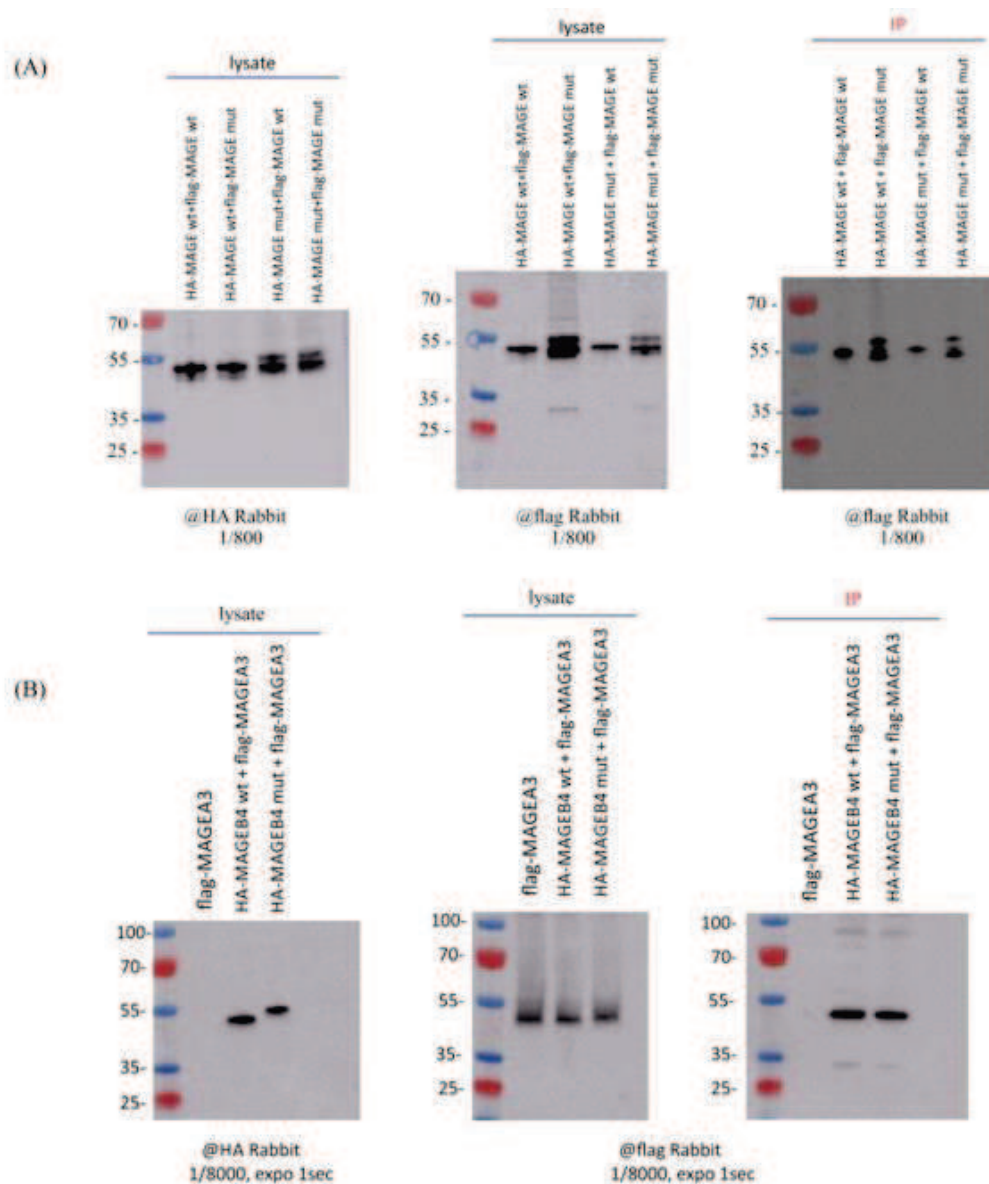 (A)
lysate
HA-MAGE wt+flag-MAGE wt
HA-MAGE wt+flag-MAGE mut
HA-MAGE mut+flag-MAGE wt
HA-MAGE mut+flag-MAGE mut
70 -
55 -
35 -
25 -
@HA Rabbit
1/800
lysate
HA-MAGE wt+flag-MAGE wt
HA-MAGE wt+flag-MAGE mut
HA-MAGE mut + flag-MAGE wt
HA-MAGE mut + flag-MAGE mut
70 -
55 -
35 -
25 -
@flag Rabbit
1/800
IP
HA-MAGE wt + flag-MAGE wt
HA-MAGE wt + flag-MAGE mut
HA-MAGE mut + flag-MAGE wt
HA-MAGE mut + flag-MAGE mut
70 -
55 -
35 -
25 -
@flag Rabbit
1/800
(B)
lysate
flag-MAGEA3
HA-MAGEB4 wt + flag-MAGEA3
HA-MAGEB4 mut + flag-MAGEA3
100-
70-
55-
35-
25-
@HA Rabbit
1/8000, expo 1sec
lysate
flag-MAGEA3
HA-MAGEB4 wt + flag-MAGEA3
HA-MAGEB4 mut + flag-MAGEA3
100-
70-
55-
35-
25-
IP
flag-MAGEA3
HA-MAGEB4 wt + flag-MAGEA3
HA-MAGEB4 mut + flag-MAGEA3
100-
70-
55-
35-
25-
@flag Rabbit
1/8000, expo 1sec